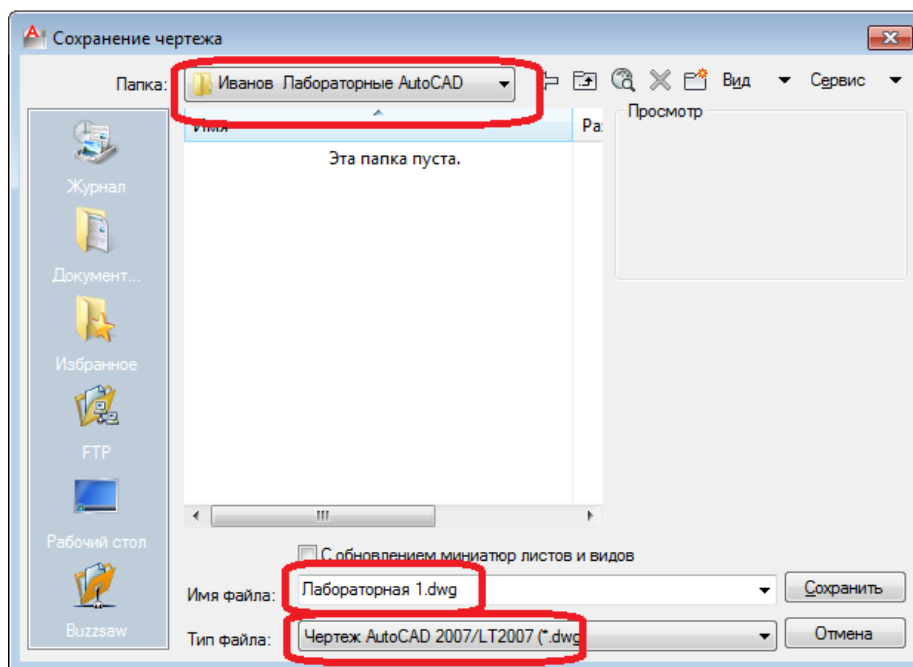 Сохранение чертежа
Папка: Иванов Лабораторные AutoCAD Вид Сервис
Имя Ра: Просмотр
Эта папка пуста.
Журнал
Документ...
Избранное
FTP
Рабочий стол
Buzzsaw
С обновлением миниатюр листов и видов
Имя файла: Лабораторная 1.dwg Сохранить
Тип файла: Чертеж AutoCAD 2007/LT2007 (*.dwg Отмена